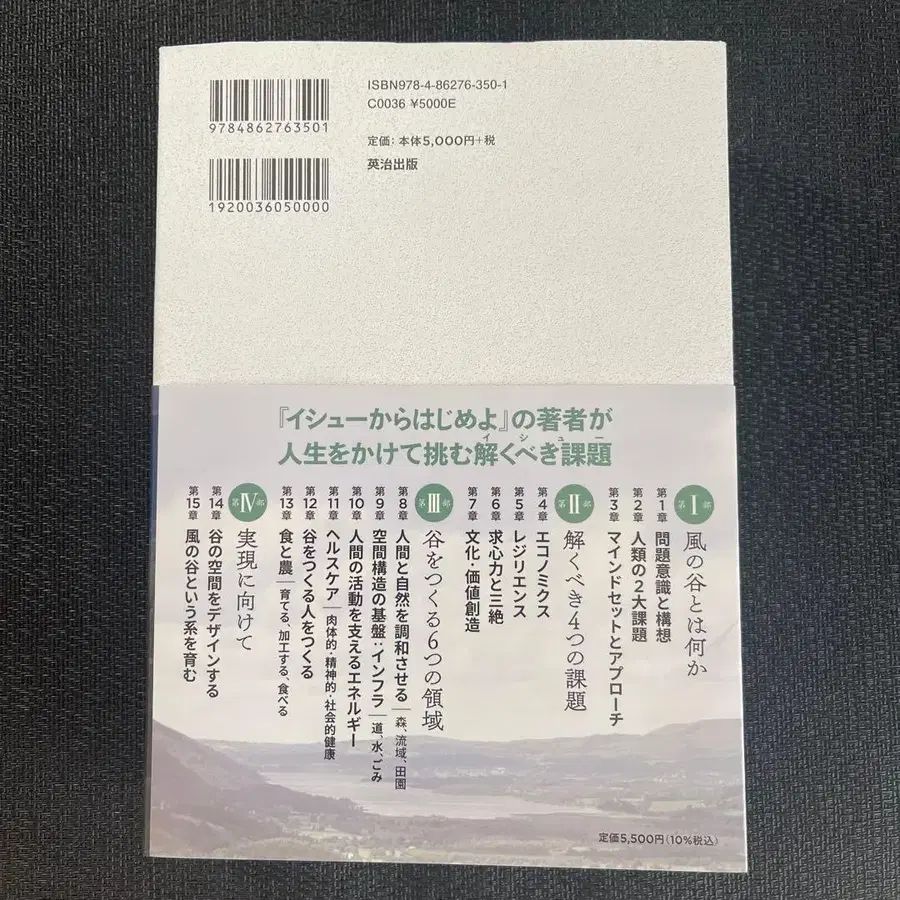 ISBN978-4-86276-350-1
C0036 ¥5000E
9784862763501
定価：本体5,000円+税
英治出版
1920036050000
『イシューからはじめよ』の著者が
人生をかけて挑む解くべき課題
イシュー
第I部 風の谷とは何か
第1章 問題意識と構想
第2章 人類の2大課題
第3章 マインドセットとアプローチ
第II部 解くべき4つの課題
第4章 エコノミクス
第5章 レジリエンス
第6章 求心力と三絶
第7章 文化・価値創造
第III部 谷をつくる6つの領域
第8章 人間と自然を調和させる｜森、流域、田園
第9章 空間構造の基盤：インフラ｜道、水、ごみ
第10章 人間の活動を支えるエネルギー
第11章 ヘルスケア｜肉体的・精神的・社会的健康
第12章 谷をつくる人をつくる
第13章 食と農｜育てる、加工する、食べる
第IV部 実現に向けて
第14章 谷の空間をデザインする
第15章 風の谷という系を育む
定価5,500円（10%税込）